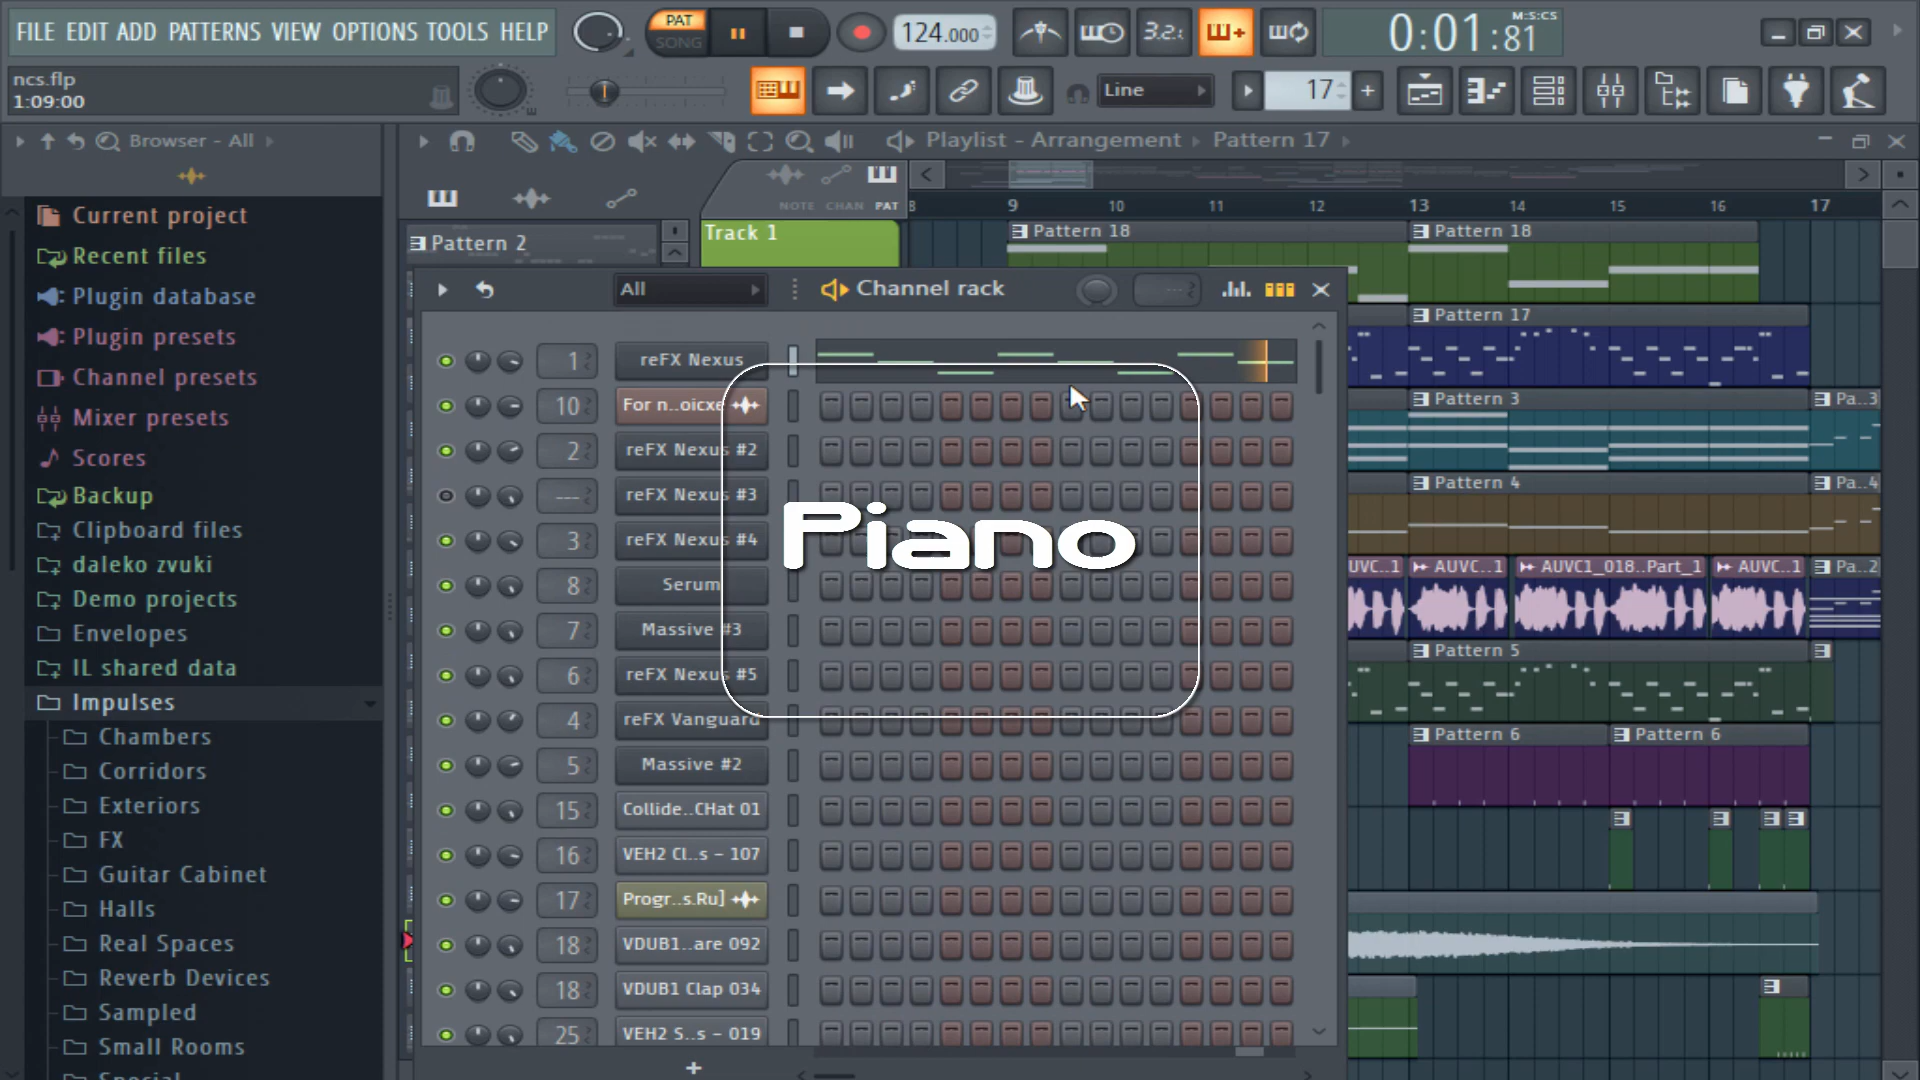 FILE EDIT ADD PATTERNS VIEW OPTIONS TOOLS HELP
PAT
SONG
124.000
3.2.
M:S:CS
0:01:81
ncs.flp
1:09:00
Line
17
Browser - All
Playlist - Arrangement
Pattern 17
NOTE CHAN PAT
8 9 10 11 12 13 14 15 16 17
Current project
Recent files
Plugin database
Plugin presets
Channel presets
Mixer presets
Scores
Backup
Clipboard files
daleko zvuki
Demo projects
Envelopes
IL shared data
Impulses
Chambers
Corridors
Exteriors
FX
Guitar Cabinet
Halls
Real Spaces
Reverb Devices
Sampled
Small Rooms
Special
Pattern 2
Track 1
All
Channel rack
---
1 reFX Nexus
10 For n..oicxe
2 reFX Nexus #2
--- reFX Nexus #3
3 reFX Nexus #4
8 Serum
7 Massive #3
6 reFX Nexus #5
4 reFX Vanguard
5 Massive #2
15 Collide..CHat 01
16 VEH2 Cl..s - 107
17 Progr..s.Ru]
18 VDUB1..are 092
18 VDUB1 Clap 034
25 VEH2 S..s - 019
Piano
Pattern 18
Pattern 18
Pattern 17
Pattern 3
Pa..3
Pattern 4
Pa..4
UVC..1
AUVC..1
AUVC1_018..Part_1
AUVC..1
Pa..2
Pattern 5
Pattern 6
Pattern 6